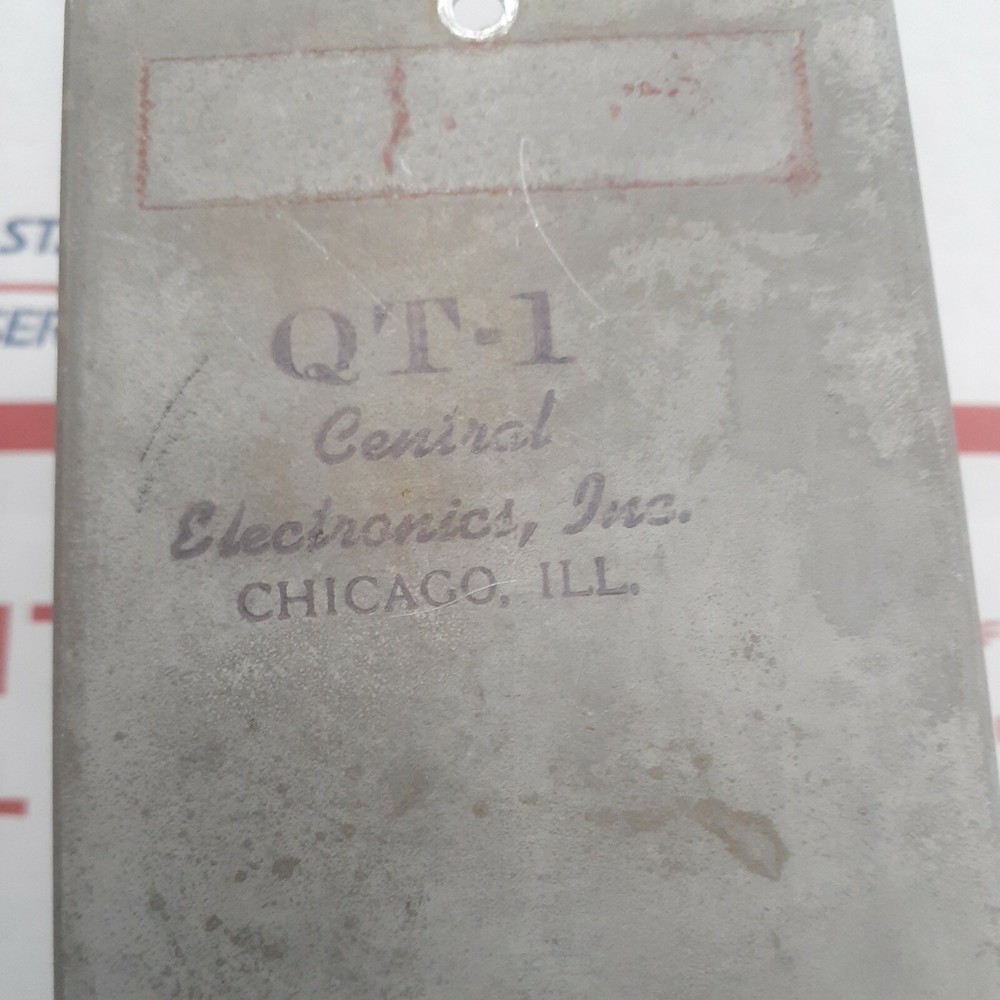 QT-1
Central
Electronics, Inc.
CHICAGO, ILL.